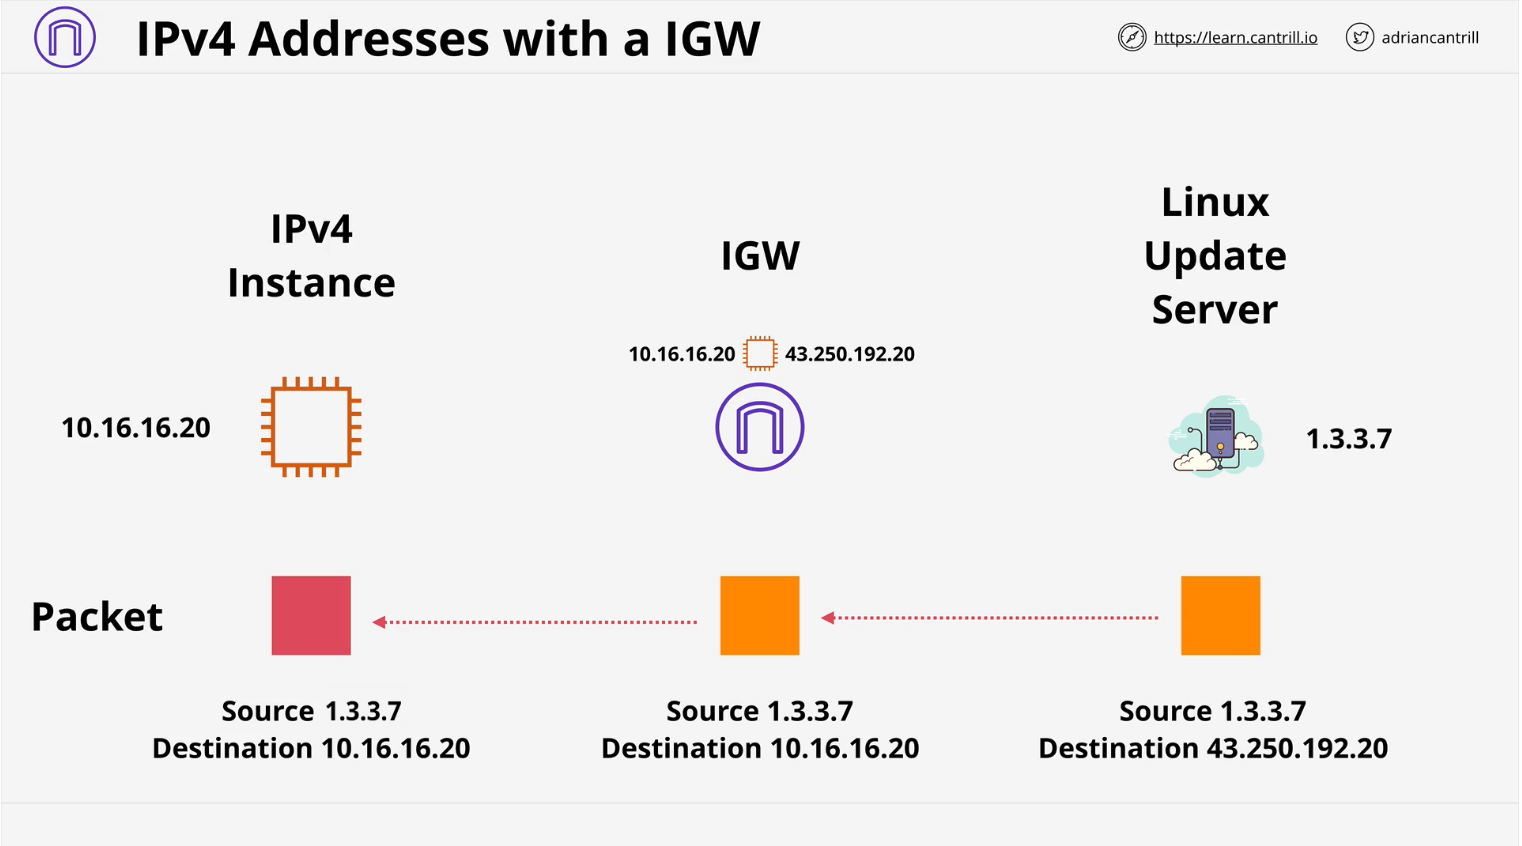 IPv4 Addresses with a IGW
https://learn.cantrill.io
adriancantrill
IPv4
Instance
IGW
Linux
Update
Server
10.16.16.20
43.250.192.20
10.16.16.20
1.3.3.7
Packet
Source 1.3.3.7
Destination 10.16.16.20
Source 1.3.3.7
Destination 10.16.16.20
Source 1.3.3.7
Destination 43.250.192.20